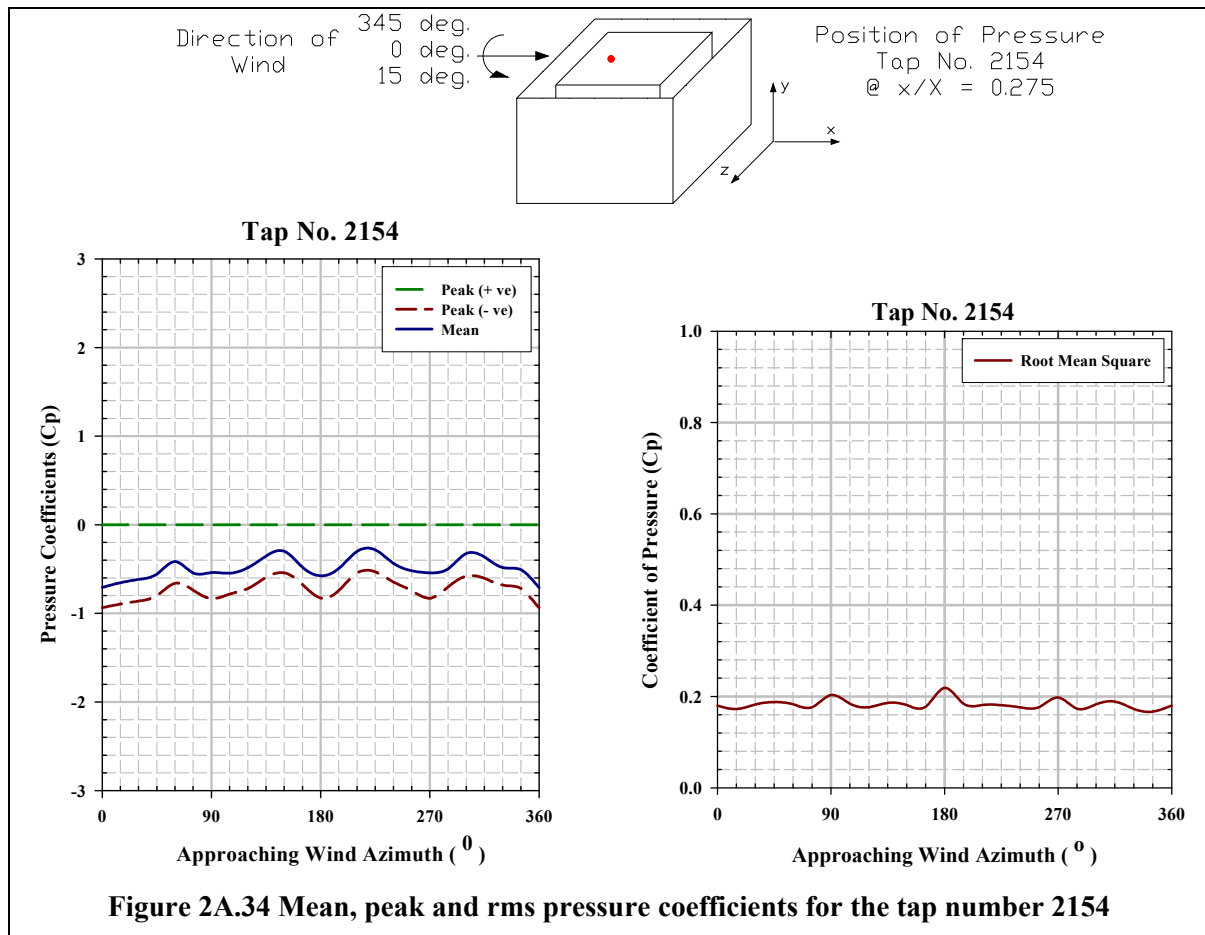 Direction of
Wind
345 deg.
0 deg.
15 deg.
Position of Pressure
Tap No. 2154
@ x/X = 0.275
y
x
z
Tap No. 2154
Pressure Coefficients (Cp)
3
2
1
0
-1
-2
-3
Peak (+ ve)
Peak (- ve)
Mean
0 90 180 270 360
Approaching Wind Azimuth ( 0 )
Tap No. 2154
Coefficient of Pressure (Cp)
1.0
0.8
0.6
0.4
0.2
0.0
Root Mean Square
0 90 180 270 360
Approaching Wind Azimuth ( o )
Figure 2A.34 Mean, peak and rms pressure coefficients for the tap number 2154